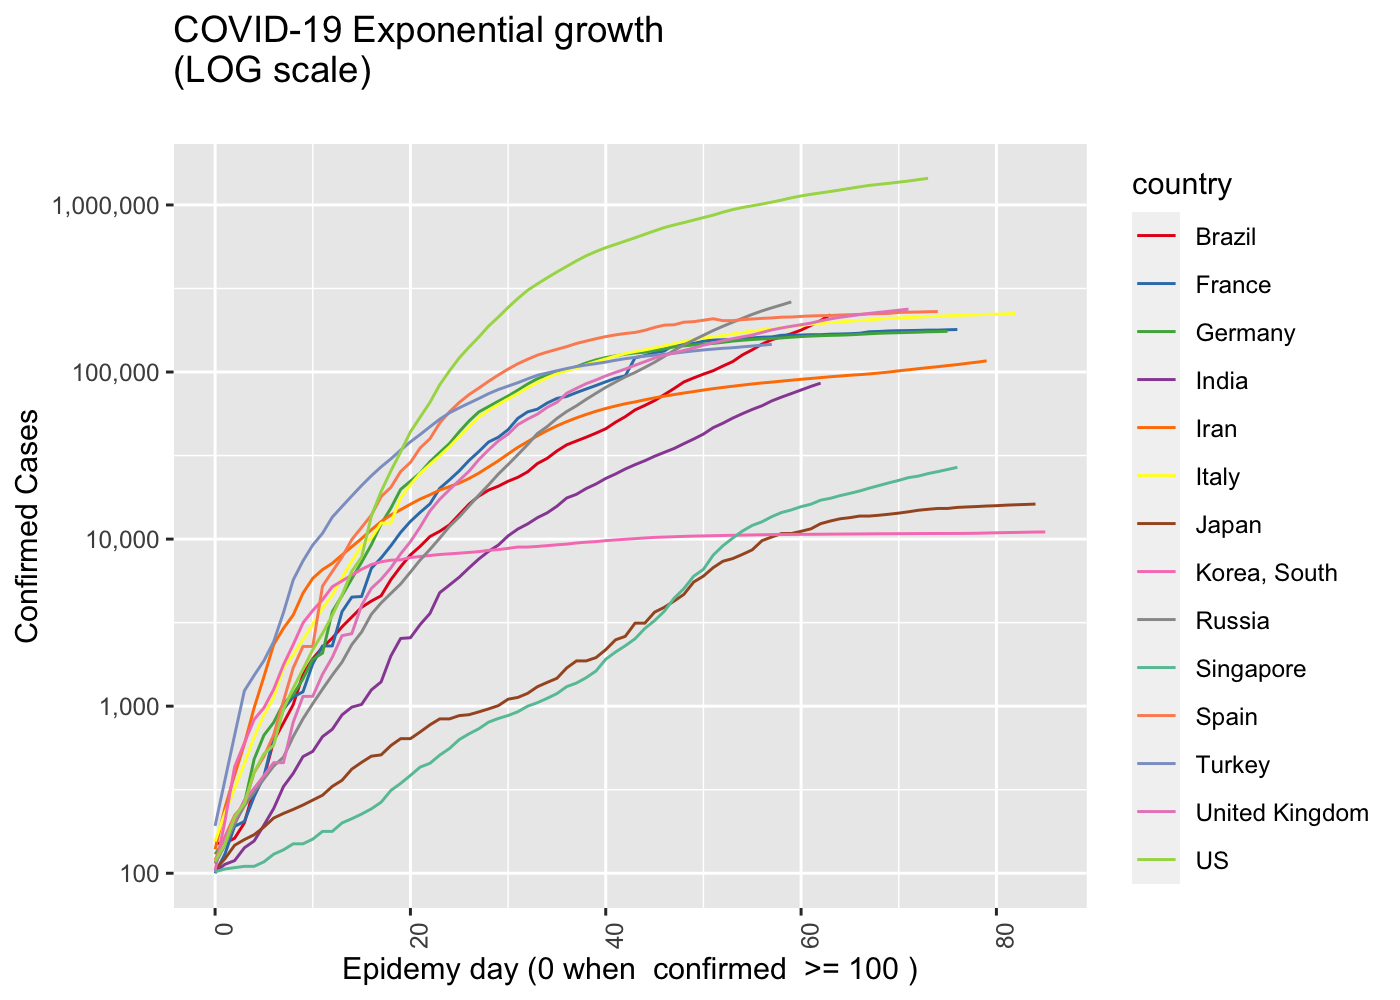 COVID-19 Exponential growth
(LOG scale)
Confirmed Cases
1,000,000
100,000
10,000
1,000
100
0
20
40
60
80
Epidemy day (0 when  confirmed  >= 100 )
country
Brazil
France
Germany
India
Iran
Italy
Japan
Korea, South
Russia
Singapore
Spain
Turkey
United Kingdom
US